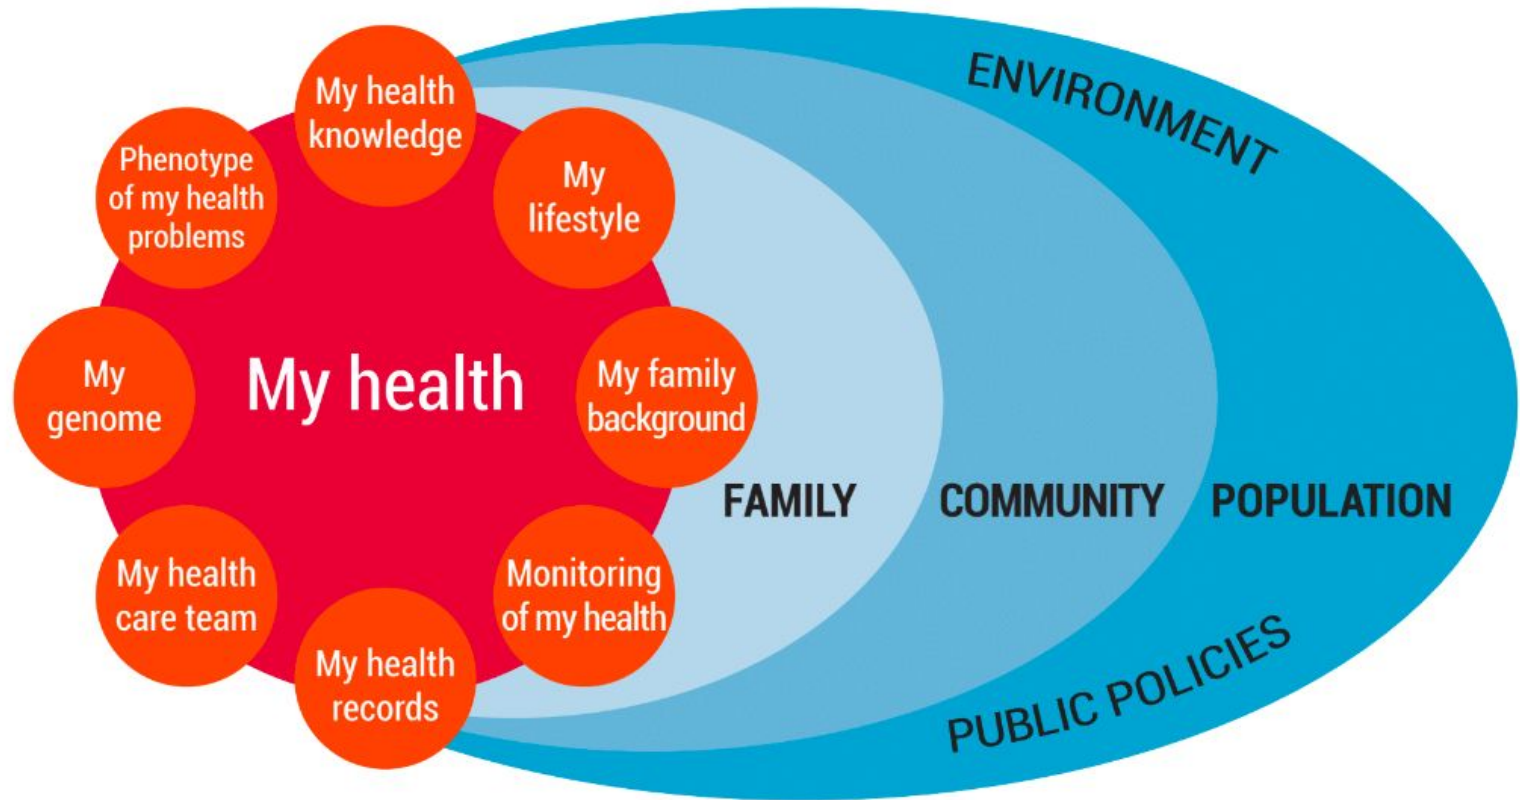 My health
knowledge
Phenotype
of my health
problems
My
lifestyle
My
genome
My health
My family
background
My health
care team
Monitoring
of my health
My health
records
FAMILY
COMMUNITY
POPULATION
ENVIRONMENT
PUBLIC POLICIES